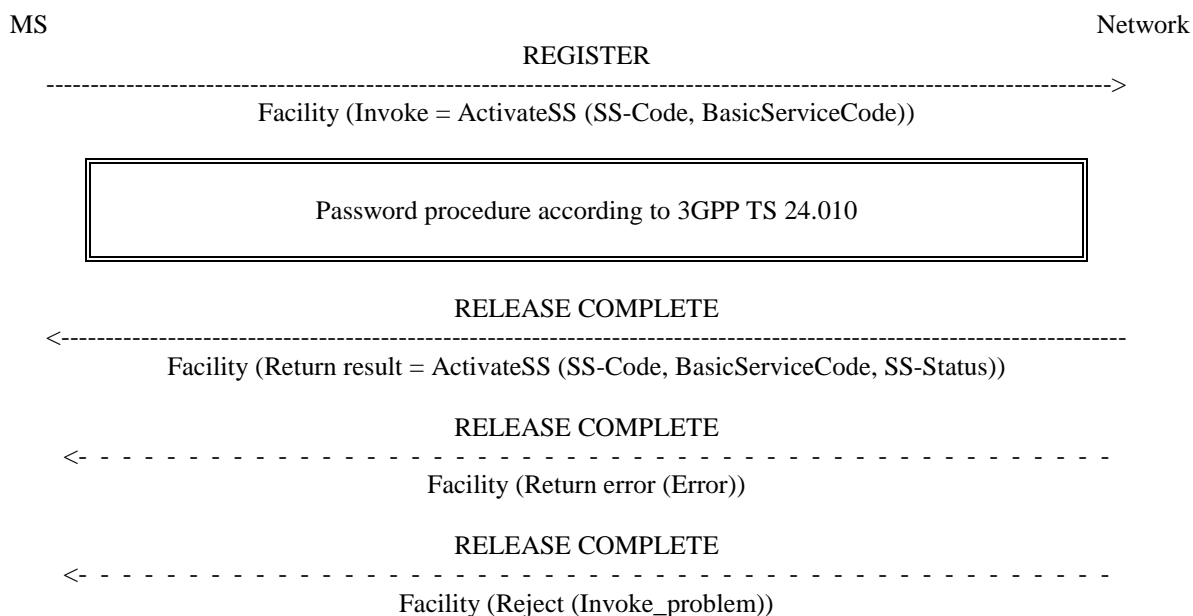 MS Network
REGISTER
------------------------------------------------------------------------------------------------------------------------>
Facility (Invoke = ActivateSS (SS-Code, BasicServiceCode))
Password procedure according to 3GPP TS 24.010
RELEASE COMPLETE
<------------------------------------------------------------------------------------------------------------------------
Facility (Return result = ActivateSS (SS-Code, BasicServiceCode, SS-Status))
RELEASE COMPLETE
<- - - - - - - - - - - - - - - - - - - - - - - - - - - - - - - - - - - - - - - - - - - - - - - -
Facility (Return error (Error))
RELEASE COMPLETE
<- - - - - - - - - - - - - - - - - - - - - - - - - - - - - - - - - - - - - - - - - - - - - - - -
Facility (Reject (Invoke_problem))